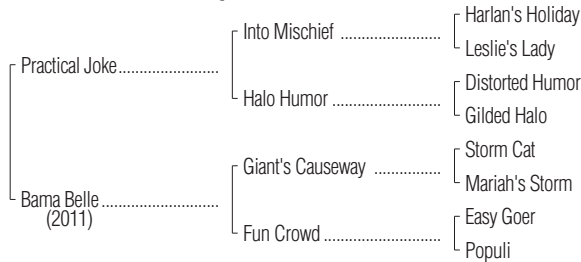 Harlan's Holiday
Into Mischief ....................
Leslie's Lady
Practical Joke.....................
Distorted Humor
Halo Humor ......................
Gilded Halo
Storm Cat
Giant's Causeway ................
Mariah's Storm
Bama Belle ........................
(2011)
Easy Goer
Fun Crowd ........................
Populi